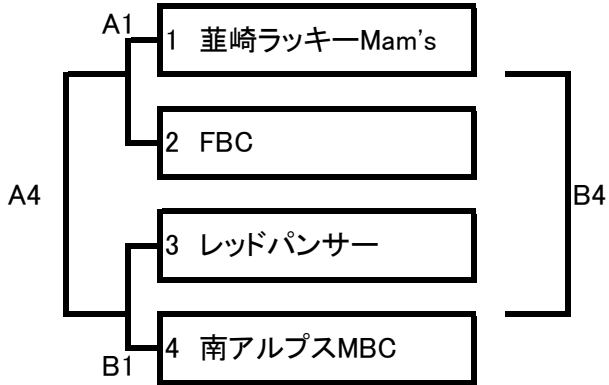 A1
1 韮崎ラッキーMam's
2 FBC
A4
B4
3 レッドパンサー
4 南アルプスMBC
B1